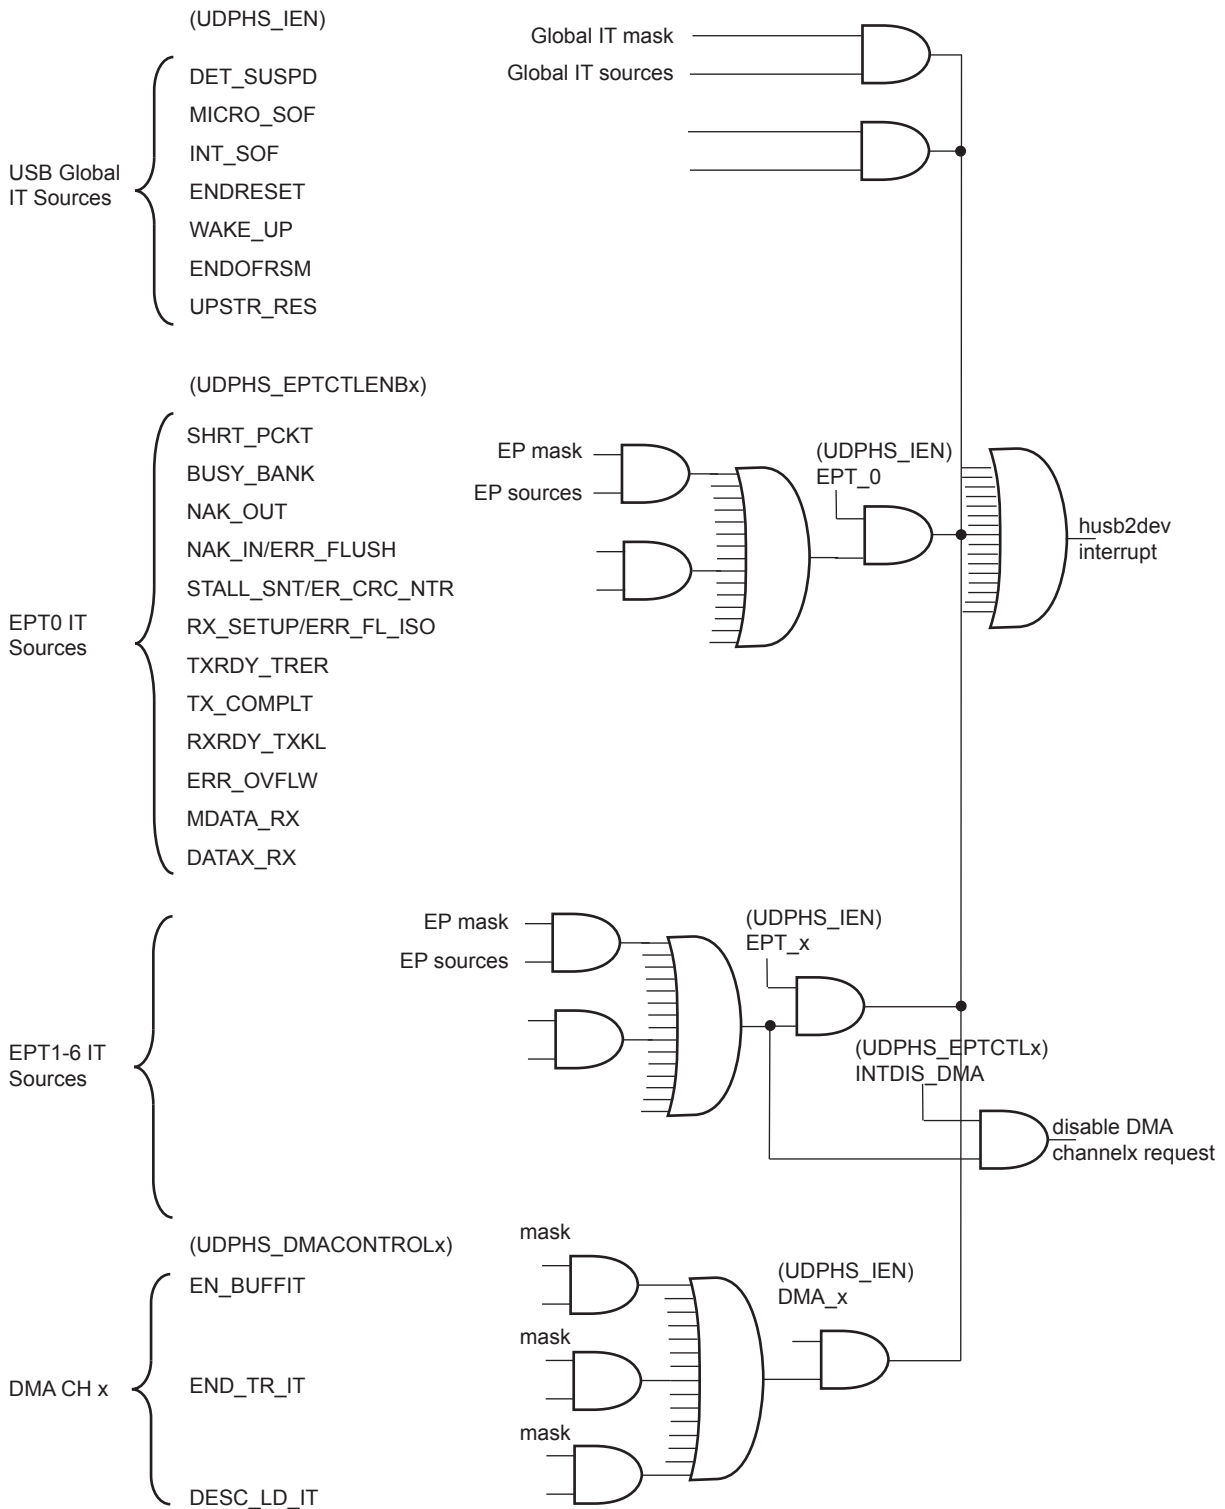 (UDPHS_IEN)
Global IT mask
Global IT sources
DET_SUSPD
MICRO_SOF
INT_SOF
USB Global
IT Sources
ENDRESET
WAKE_UP
ENDOFRSM
UPSTR_RES
(UDPHS_EPTCTLENBx)
SHRT_PCKT
BUSY_BANK
NAK_OUT
NAK_IN/ERR_FLUSH
STALL_SNT/ER_CRC_NTR
EPT0 IT
Sources
RX_SETUP/ERR_FL_ISO
TXRDY_TRER
TX_COMPLT
RXRDY_TXKL
ERR_OVFLW
MDATA_RX
DATAX_RX
EP mask
EP sources
(UDPHS_IEN)
EPT_0
husb2dev
interrupt
EP mask
EP sources
(UDPHS_IEN)
EPT_x
EPT1-6 IT
Sources
(UDPHS_EPTCTLx)
INTDIS_DMA
disable DMA
channelx request
(UDPHS_DMACONTROLx)
mask
EN_BUFFIT
(UDPHS_IEN)
DMA_x
mask
DMA CH x
END_TR_IT
mask
DESC_LD_IT